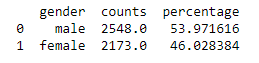 gender counts percentage
0 male 2548.0 53.971616
1 female 2173.0 46.028384